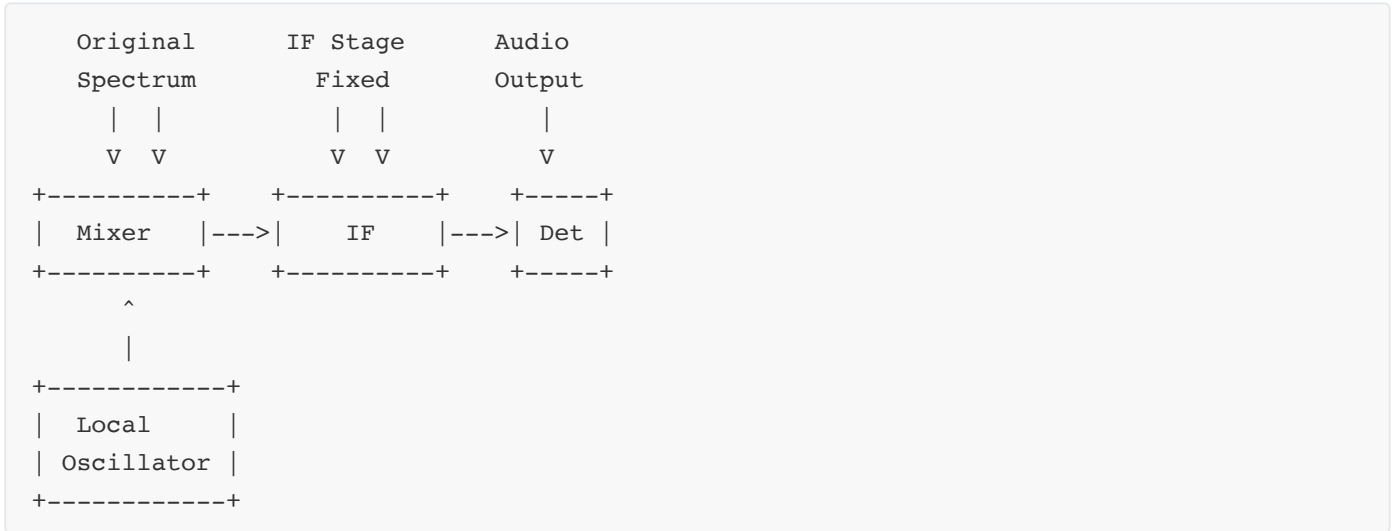 Original      IF Stage      Audio
   Spectrum        Fixed       Output
     |  |           |  |          |
     V  V           V  V          V
+----------+    +----------+    +-----+
|  Mixer   |--->|    IF    |--->| Det |
+----------+    +----------+    +-----+
      ^
      |
+------------+
|  Local     |
| Oscillator |
+------------+